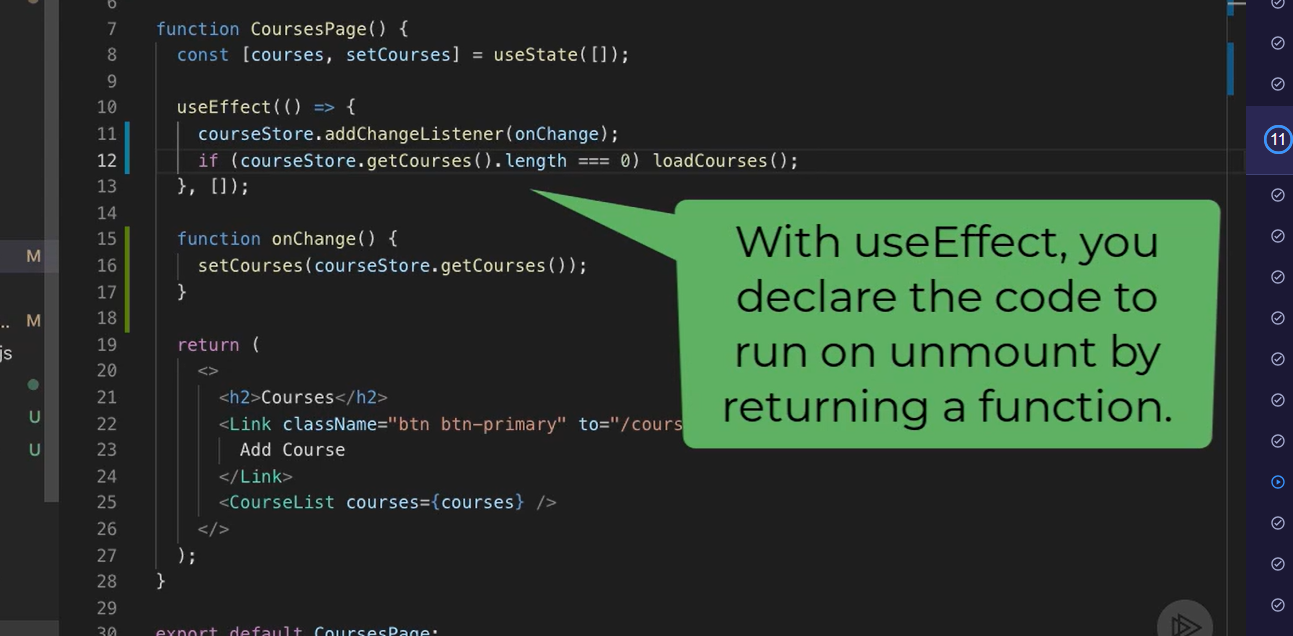 6
7 function CoursesPage() {
8 const [courses, setCourses] = useState([]);
9
10 useEffect(() => {
11 courseStore.addChangeListener(onChange);
12 if (courseStore.getCourses().length === 0) loadCourses();
13 }, []);
14
15 function onChange() {
16 setCourses(courseStore.getCourses());
17 }
18
19 return (
20 <>
21 <h2>Courses</h2>
22 <Link className="btn btn-primary" to="/cours
23 Add Course
24 </Link>
25 <CourseList courses={courses} />
26 </>
27 );
28 }
29
30 export default CoursesPage;
With useEffect, you
declare the code to
run on unmount by
returning a function.
M
.. M
js
U
U
11